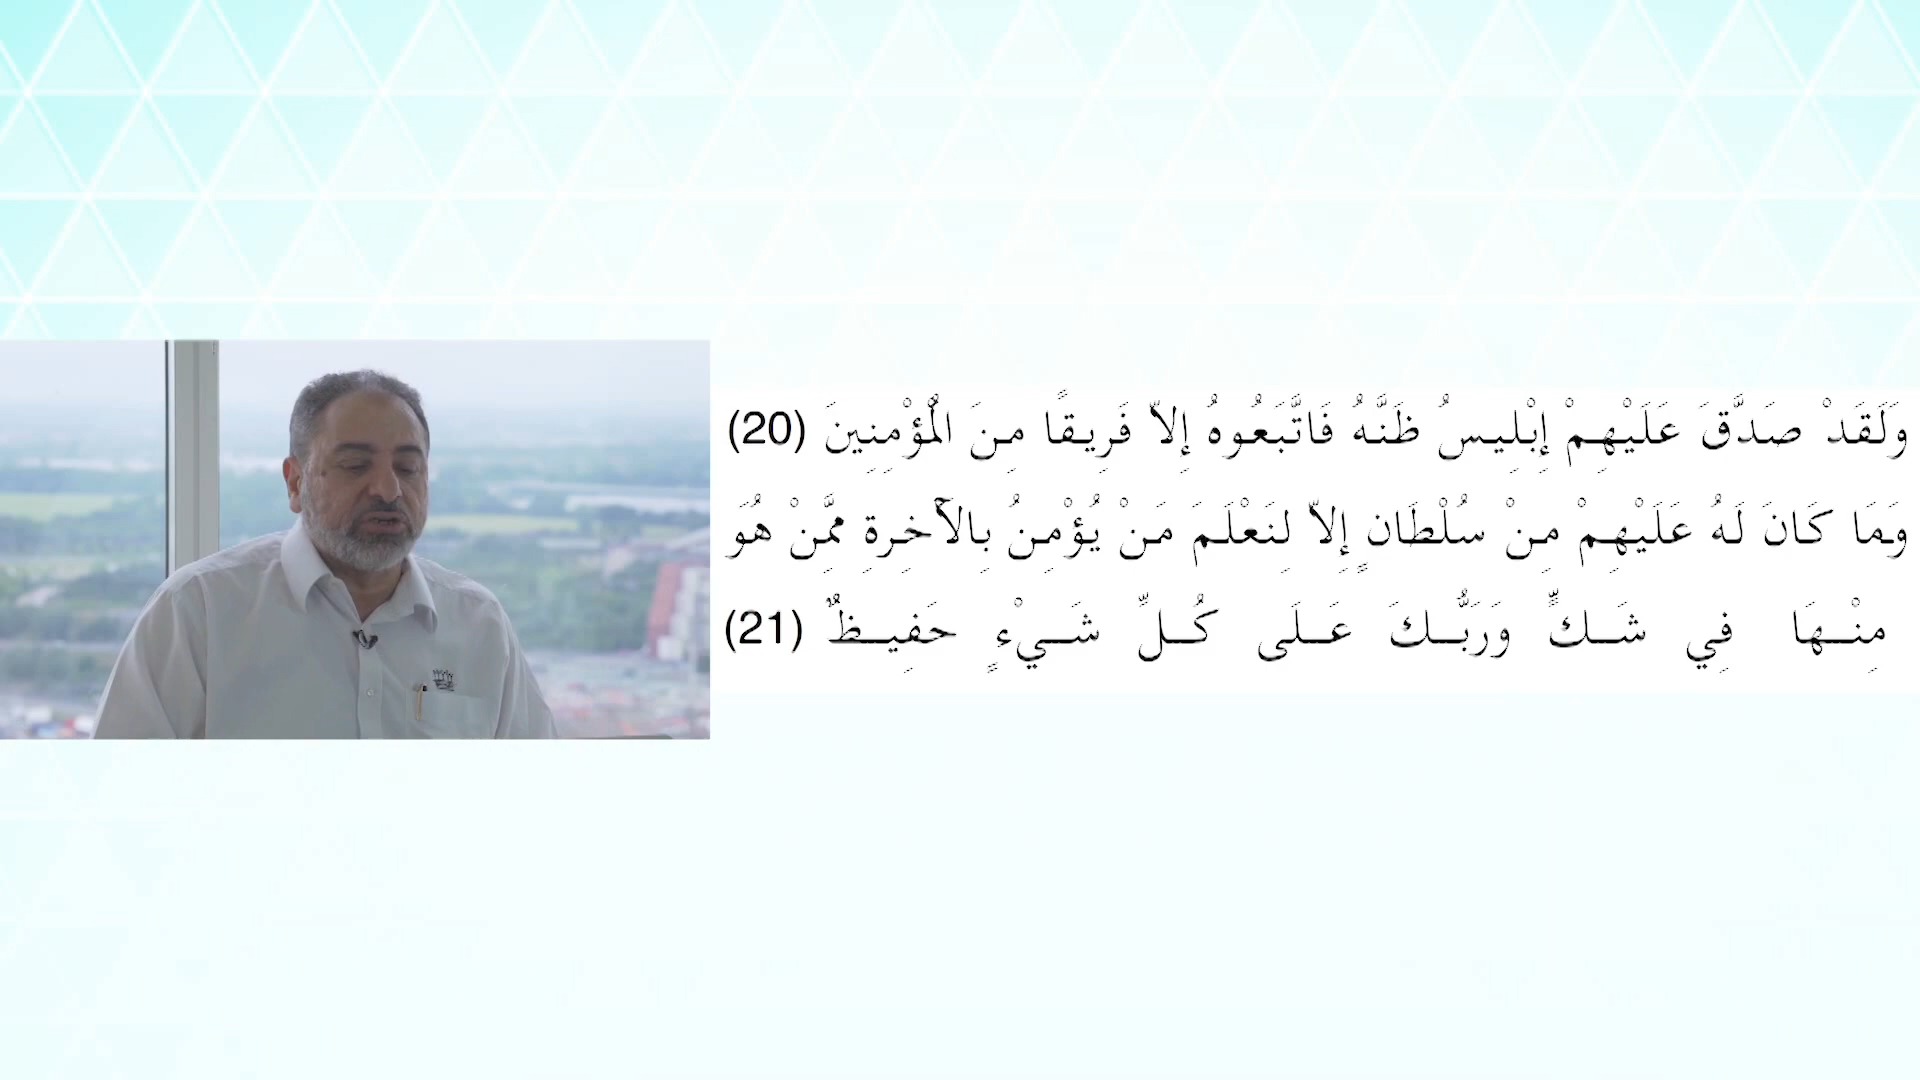 وَلَقَدْ صَدَّقَ عَلَيْهِمْ إِبْلِيسُ ظَنَّهُ فَاتَّبَعُوهُ إِلاَّ فَرِيقًا مِنَ الْمُؤْمِنِينَ (20)
وَمَا كَانَ لَهُ عَلَيْهِمْ مِنْ سُلْطَانٍ إِلاَّ لِنَعْلَمَ مَنْ يُؤْمِنُ بِالآخِرَةِ مِمَّنْ هُوَ
مِنْهَا فِي شَكٍّ وَرَبُّكَ عَلَى كُلِّ شَيْءٍ حَفِيظٌ (21)